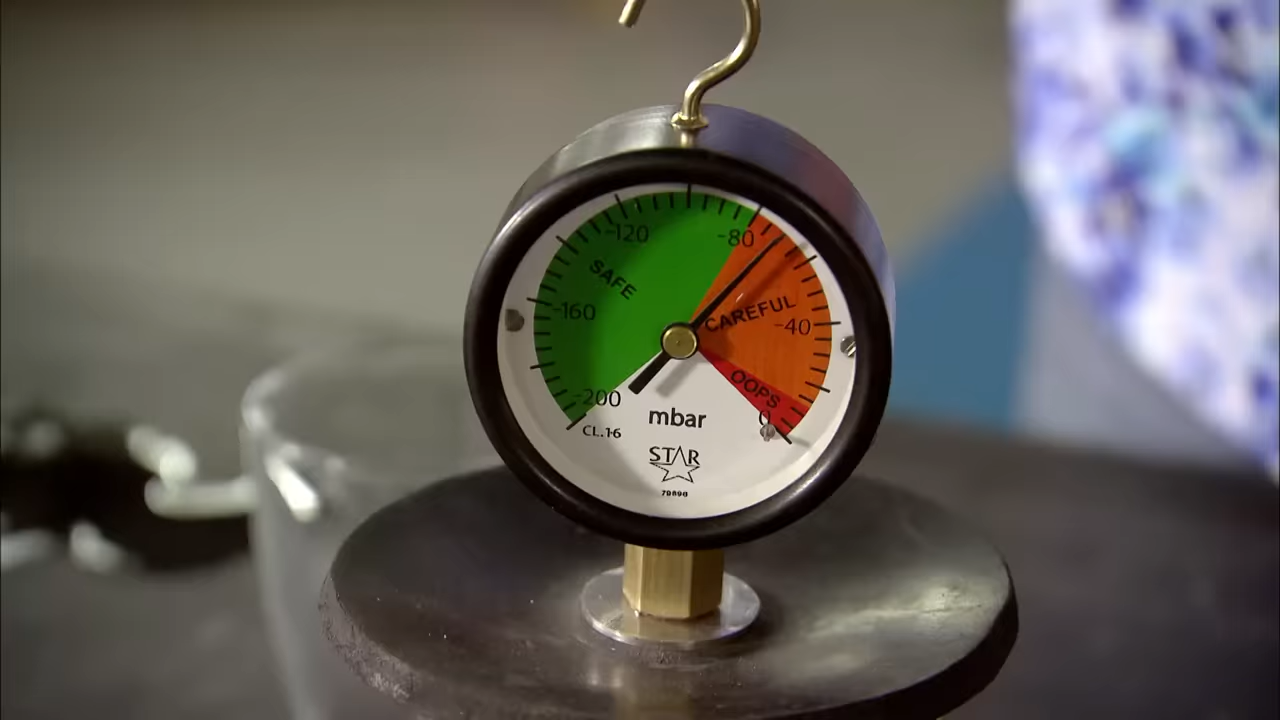 -120
-80
SAFE
-160
CAREFUL
-40
OOPS
-200
0
mbar
CL.1·6
STAR